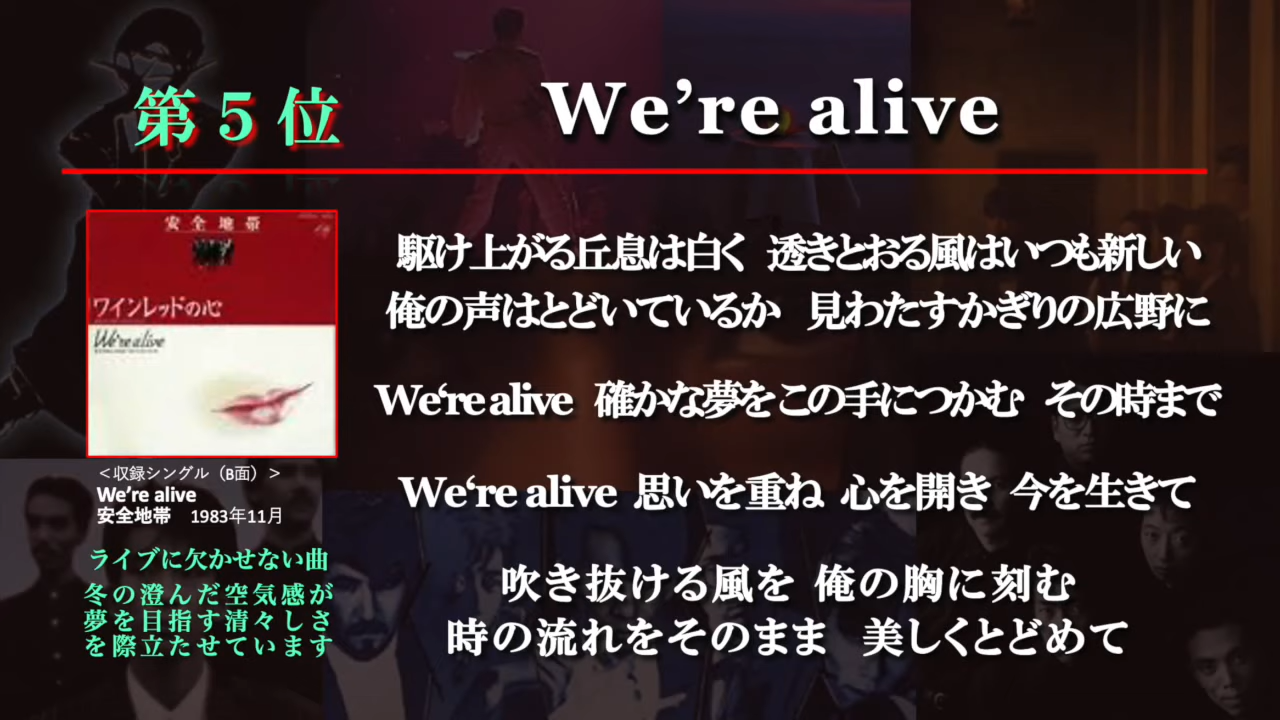 第5位
We’re alive
安全地帯
ワインレッドの心
We're alive
駆け上がる丘息は白く 透きとおる風はいつも新しい
俺の声はとどいているか 見わたすかぎりの広野に
We‘re alive 確かな夢をこの手につかむ その時まで
We‘re alive 思いを重ね 心を開き 今を生きて
吹き抜ける風を 俺の胸に刻む
時の流れをそのまま 美しくとどめて
＜収録シングル（B面）＞
We’re alive
安全地帯 1983年11月
ライブに欠かせない曲
冬の澄んだ空気感が
夢を目指す清々しさ
を際立たせています